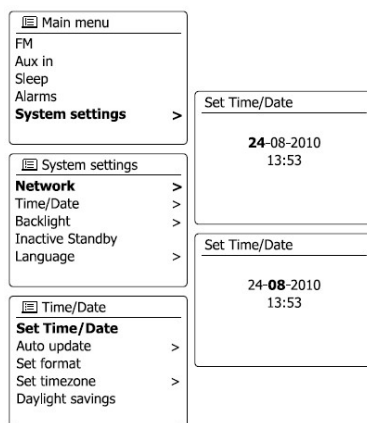 Main menu
FM
Aux in
Sleep
Alarms
System settings >
System settings
Network >
Time/Date >
Backlight >
Inactive Standby
Language >
Time/Date
Set Time/Date
Auto update >
Set format
Set timezone >
Daylight savings
Set Time/Date
24-08-2010
13:53
Set Time/Date
24-08-2010
13:53